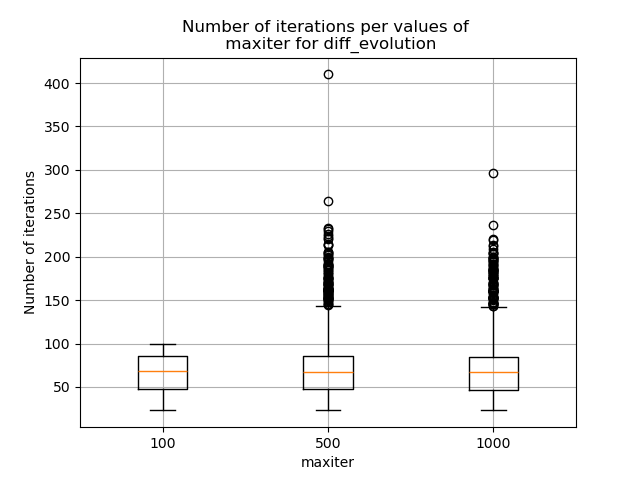 Number of iterations per values of
maxiter for diff_evolution
400
350
300
250
200
150
100
50
Number of iterations
100 500 1000
maxiter